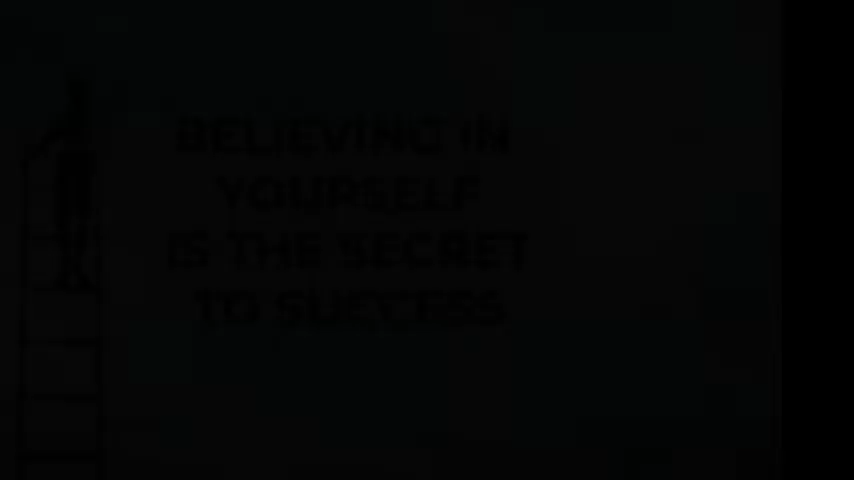 BELIEVING IN
YOURSELF
IS THE SECRET
TO SUCCESS